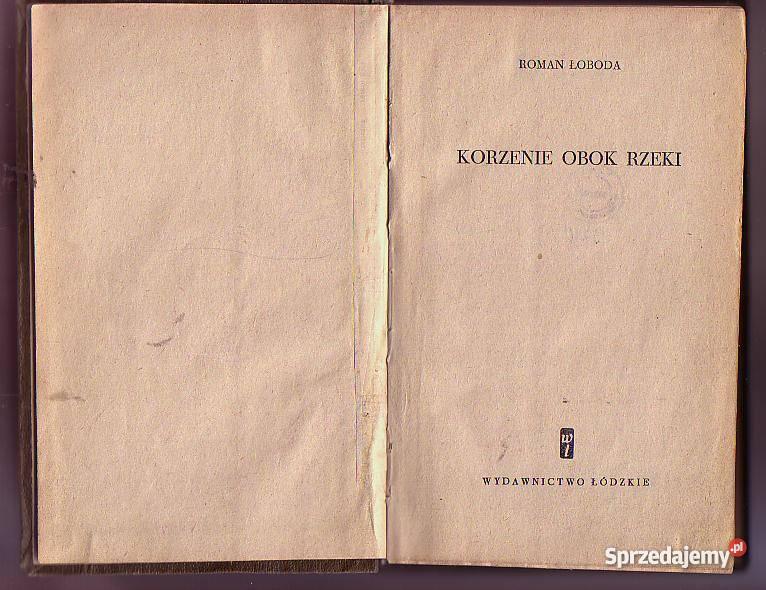 ROMAN ŁOBODA
KORZENIE OBOK RZEKI
wł
WYDAWNICTWO ŁÓDZKIE
Sprzedajemy.pl